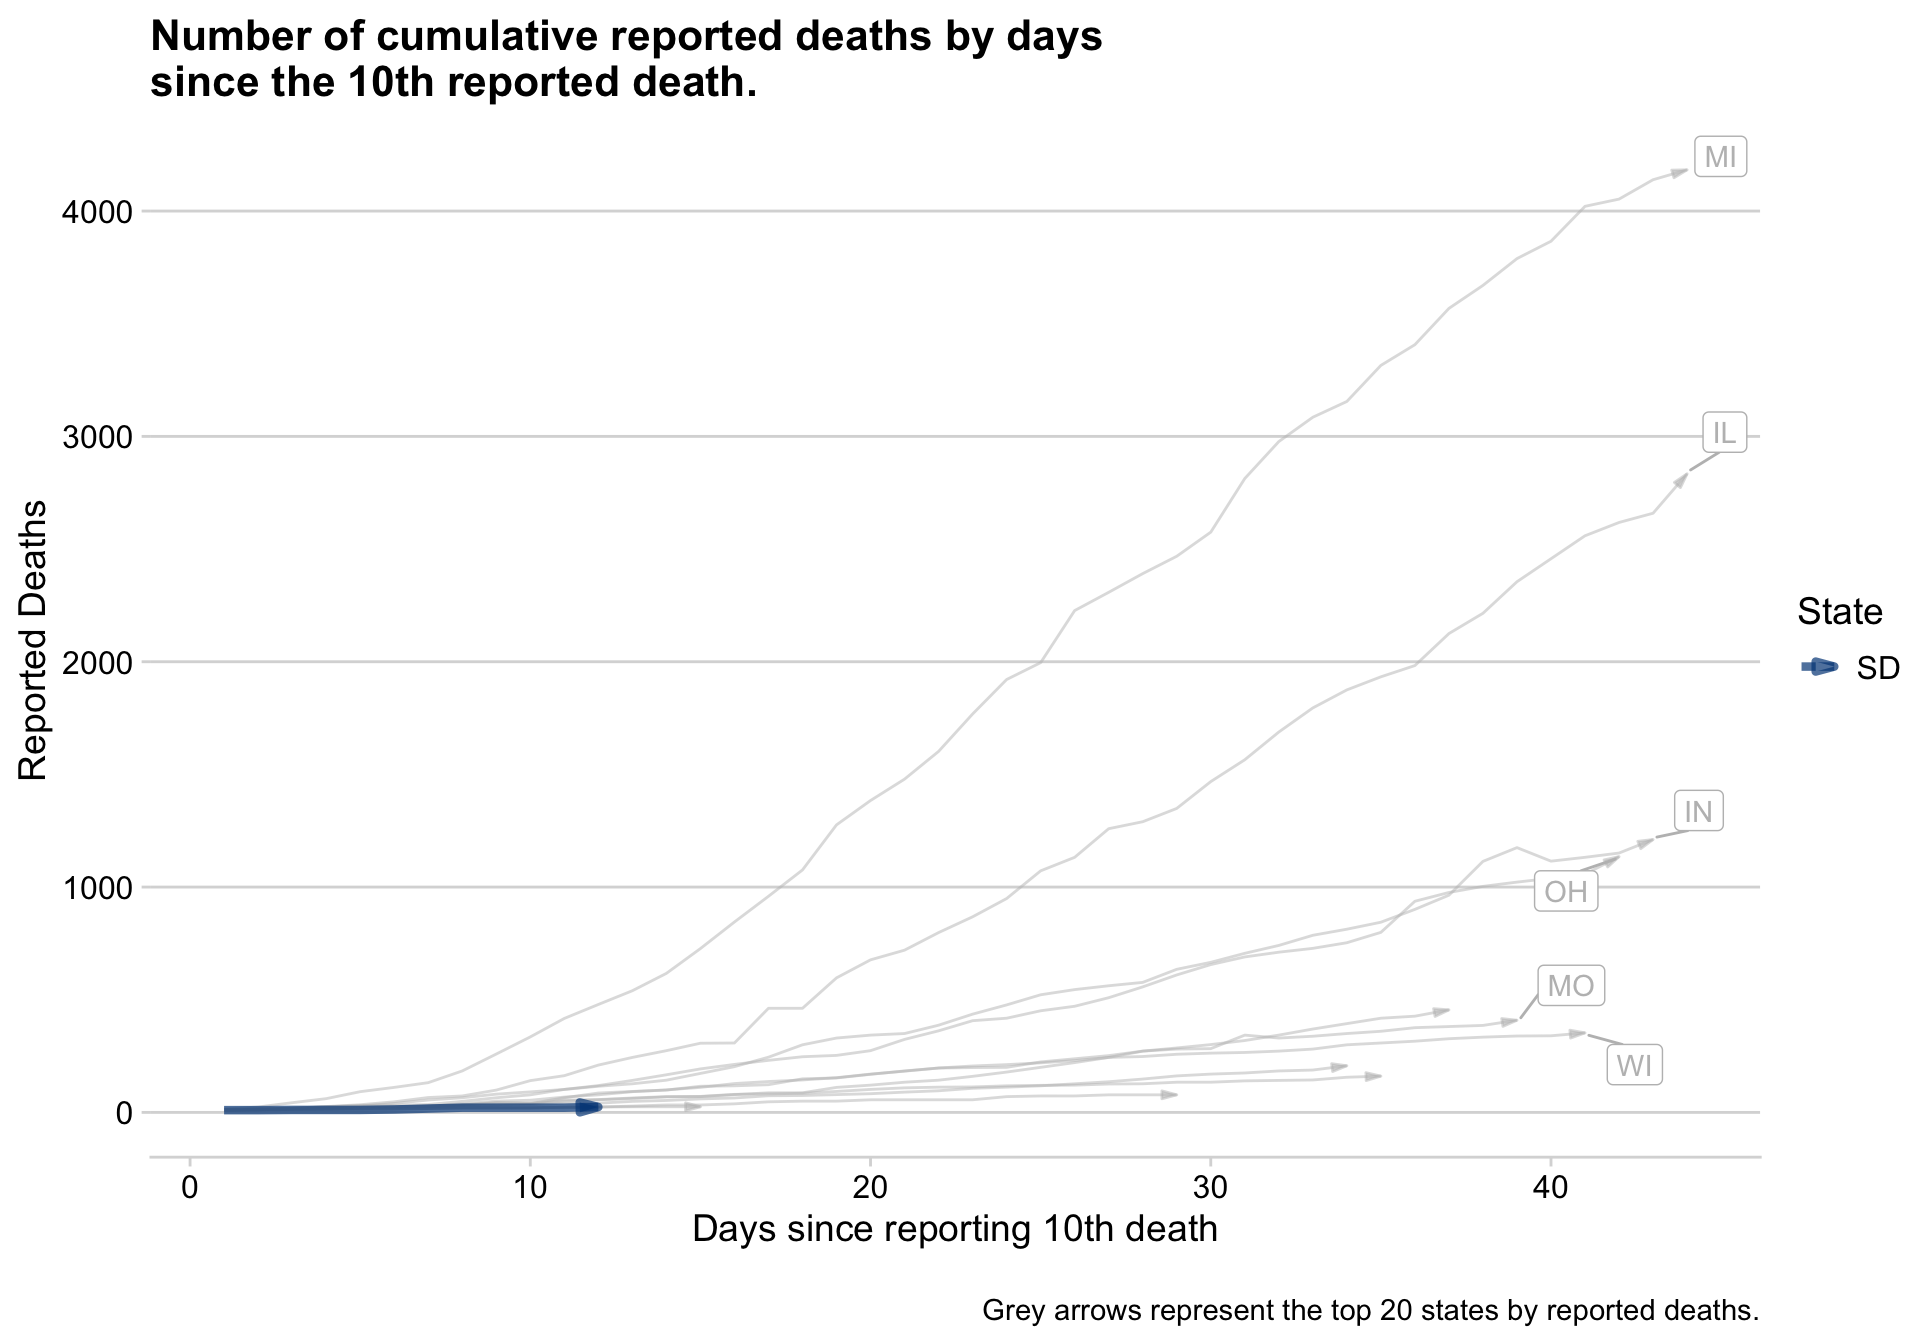 Number of cumulative reported deaths by days
since the 10th reported death.
MI
4000
IL
3000
Reported Deaths
State
2000
SD
IN
1000
OH
MO
WI
0
0 10 20 30 40
Days since reporting 10th death
Grey arrows represent the top 20 states by reported deaths.